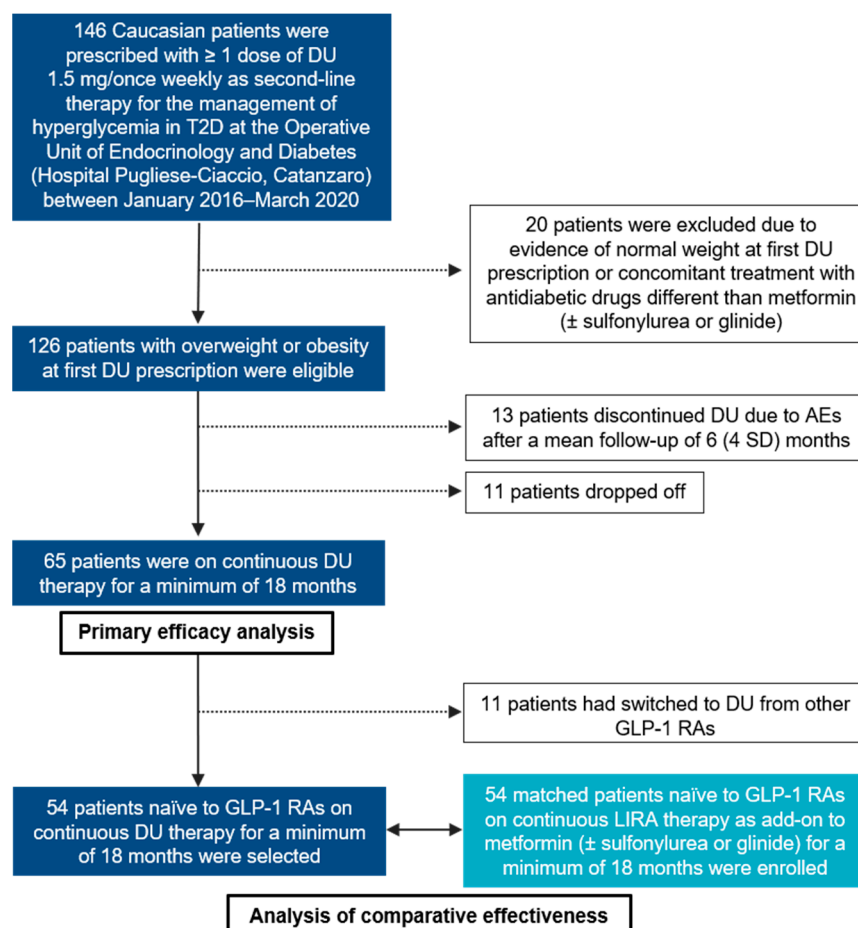 146 Caucasian patients were
prescribed with ≥ 1 dose of DU
1.5 mg/once weekly as second-line
therapy for the management of
hyperglycemia in T2D at the Operative
Unit of Endocrinology and Diabetes
(Hospital Pugliese-Ciaccio, Catanzaro)
between January 2016–March 2020
20 patients were excluded due to
evidence of normal weight at first DU
prescription or concomitant treatment with
antidiabetic drugs different than metformin
(± sulfonylurea or glinide)
126 patients with overweight or obesity
at first DU prescription were eligible
13 patients discontinued DU due to AEs
after a mean follow-up of 6 (4 SD) months
11 patients dropped off
65 patients were on continuous DU
therapy for a minimum of 18 months
Primary efficacy analysis
11 patients had switched to DU from other
GLP-1 RAs
54 patients naïve to GLP-1 RAs on
continuous DU therapy for a minimum
of 18 months were selected
54 matched patients naïve to GLP-1 RAs
on continuous LIRA therapy as add-on to
metformin (± sulfonylurea or glinide) for a
minimum of 18 months were enrolled
Analysis of comparative effectiveness